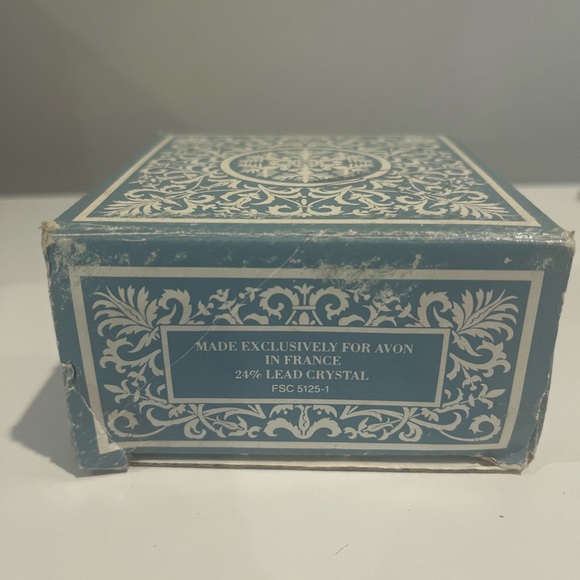 MADE EXCLUSIVELY FOR AVON
IN FRANCE
24% LEAD CRYSTAL
FSC 5125-1